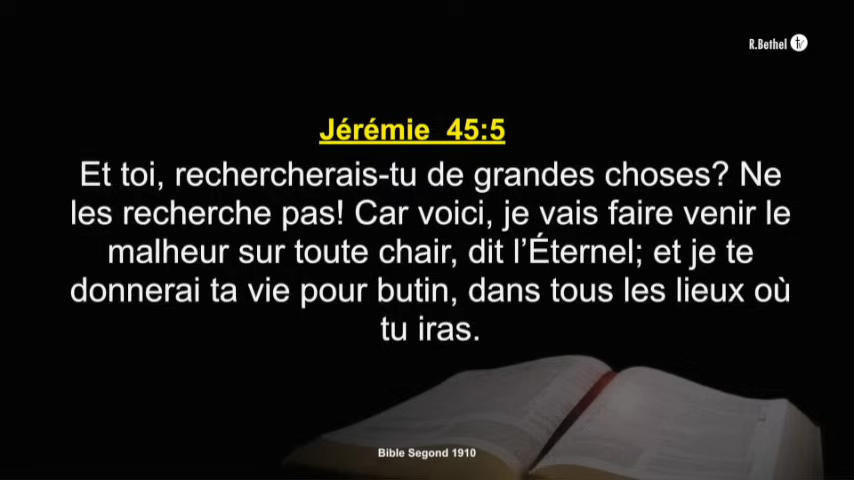 R.Bethel tv
Jérémie 45:5
Et toi, rechercherais-tu de grandes choses? Ne
les recherche pas! Car voici, je vais faire venir le
malheur sur toute chair, dit l’Éternel; et je te
donnerai ta vie pour butin, dans tous les lieux où
tu iras.
Bible Segond 1910